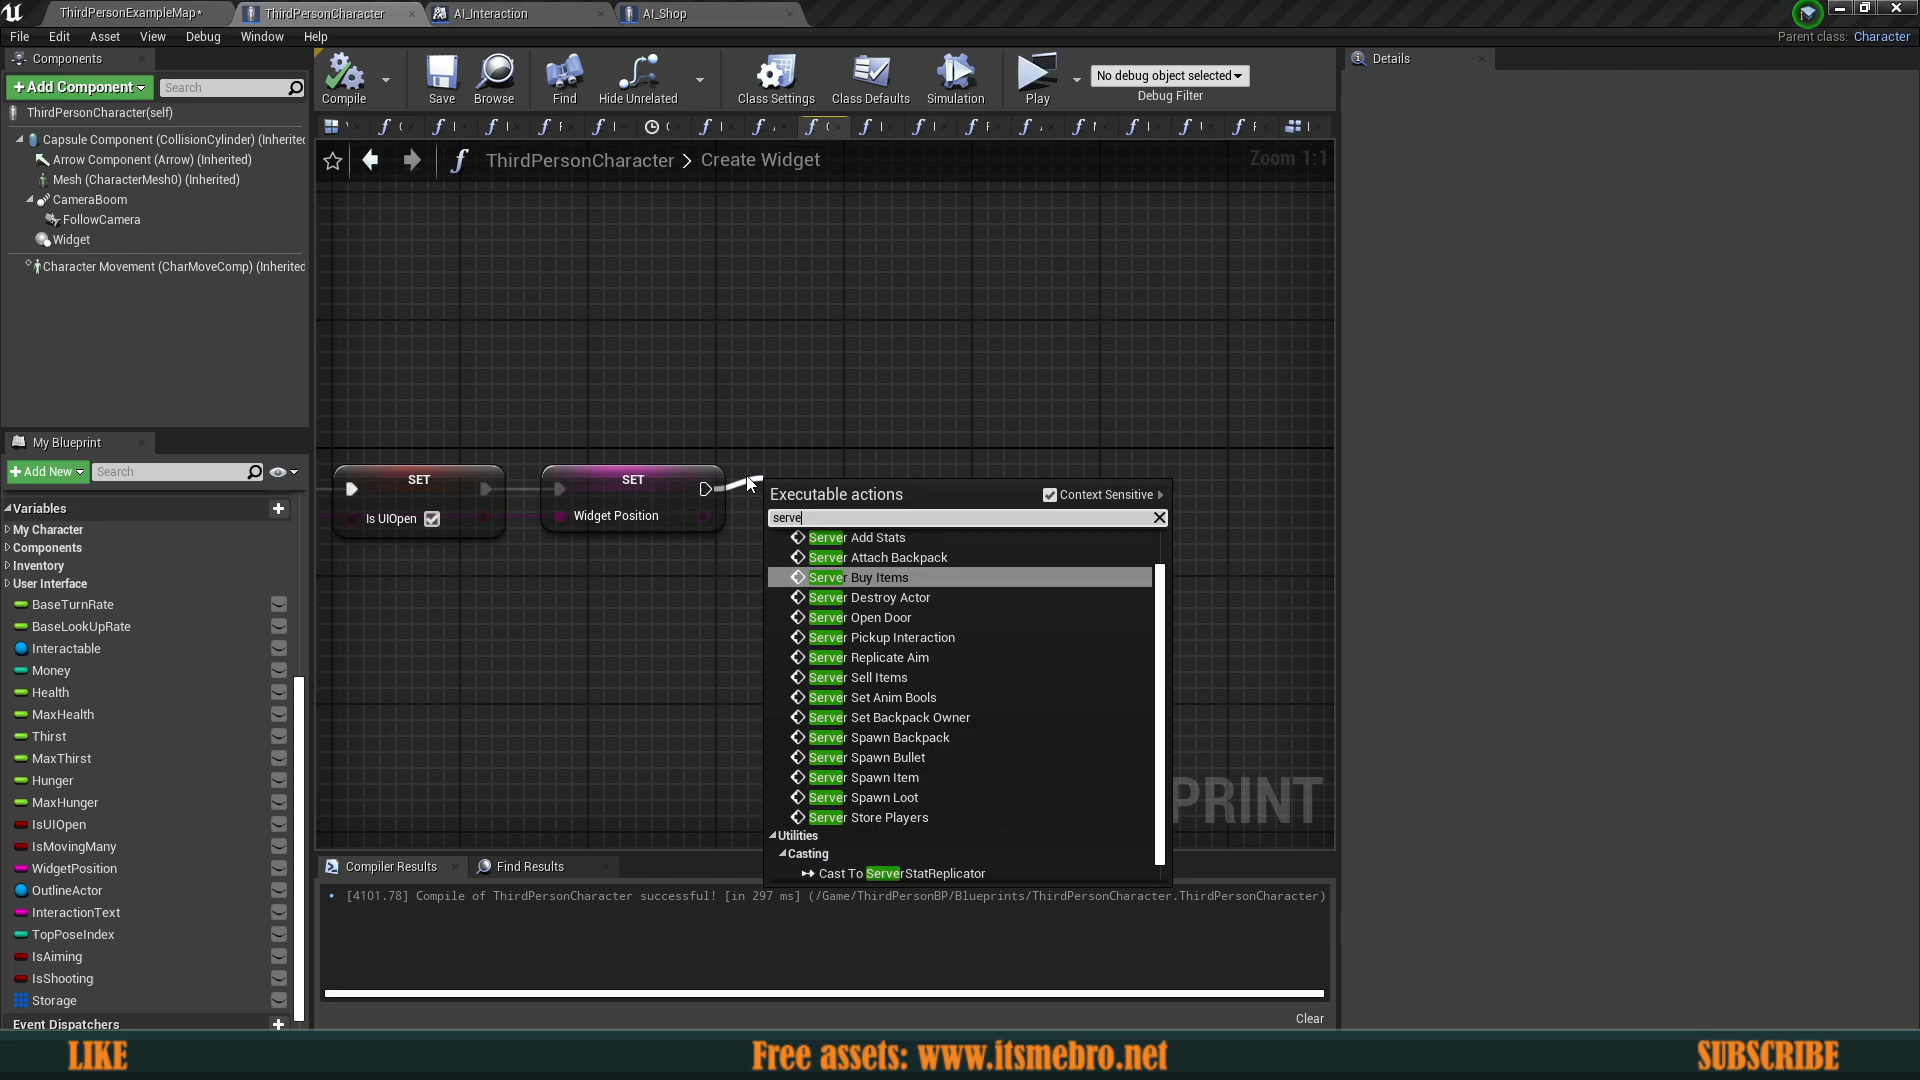 ThirdPersonExampleMap*
ThirdPersonCharacter
AI_Interaction
AI_Shop
File Edit Asset View Debug Window Help
Parent class: Character
Components
Details
+Add Component
Search
Compile
Save
Browse
Find
Hide Unrelated
Class Settings
Class Defaults
Simulation
Play
No debug object selected
Debug Filter
ThirdPersonCharacter(self)
Capsule Component (CollisionCylinder) (Inherited
Arrow Component (Arrow) (Inherited)
Mesh (CharacterMesh0) (Inherited)
CameraBoom
FollowCamera
Widget
Character Movement (CharMoveComp) (Inherited
ThirdPersonCharacter > Create Widget
Zoom 1:1
My Blueprint
+Add New
Search
Variables
My Character
Components
Inventory
User Interface
BaseTurnRate
BaseLookUpRate
Interactable
Money
Health
MaxHealth
Thirst
MaxThirst
Hunger
MaxHunger
IsUIOpen
IsMovingMany
WidgetPosition
OutlineActor
InteractionText
TopPoseIndex
IsAiming
IsShooting
Storage
Event Dispatchers
SET
Is UIOpen
SET
Widget Position
Executable actions
Context Sensitive
serve
Server Add Stats
Server Attach Backpack
Server Buy Items
Server Destroy Actor
Server Open Door
Server Pickup Interaction
Server Replicate Aim
Server Sell Items
Server Set Anim Bools
Server Set Backpack Owner
Server Spawn Backpack
Server Spawn Bullet
Server Spawn Item
Server Spawn Loot
Server Store Players
Utilities
Casting
Cast To ServerStatReplicator
PRINT
Compiler Results
Find Results
[4101.78] Compile of ThirdPersonCharacter successful! [in 297 ms] (/Game/ThirdPersonBP/Blueprints/ThirdPersonCharacter.ThirdPersonCharacter)
Clear
LIKE
Free assets: www.itsmebro.net
SUBSCRIBE